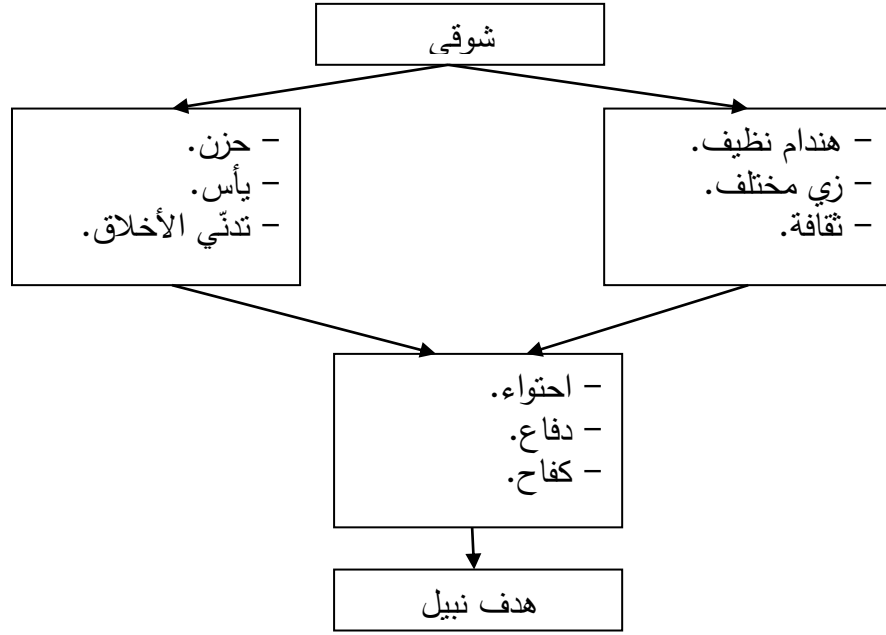 شوقي
- هندام نظيف.
- زي مختلف.
- ثقافة.
- حزن.
- يأس.
- تدنّي الأخلاق.
- احتواء.
- دفاع.
- كفاح.
هدف نبيل